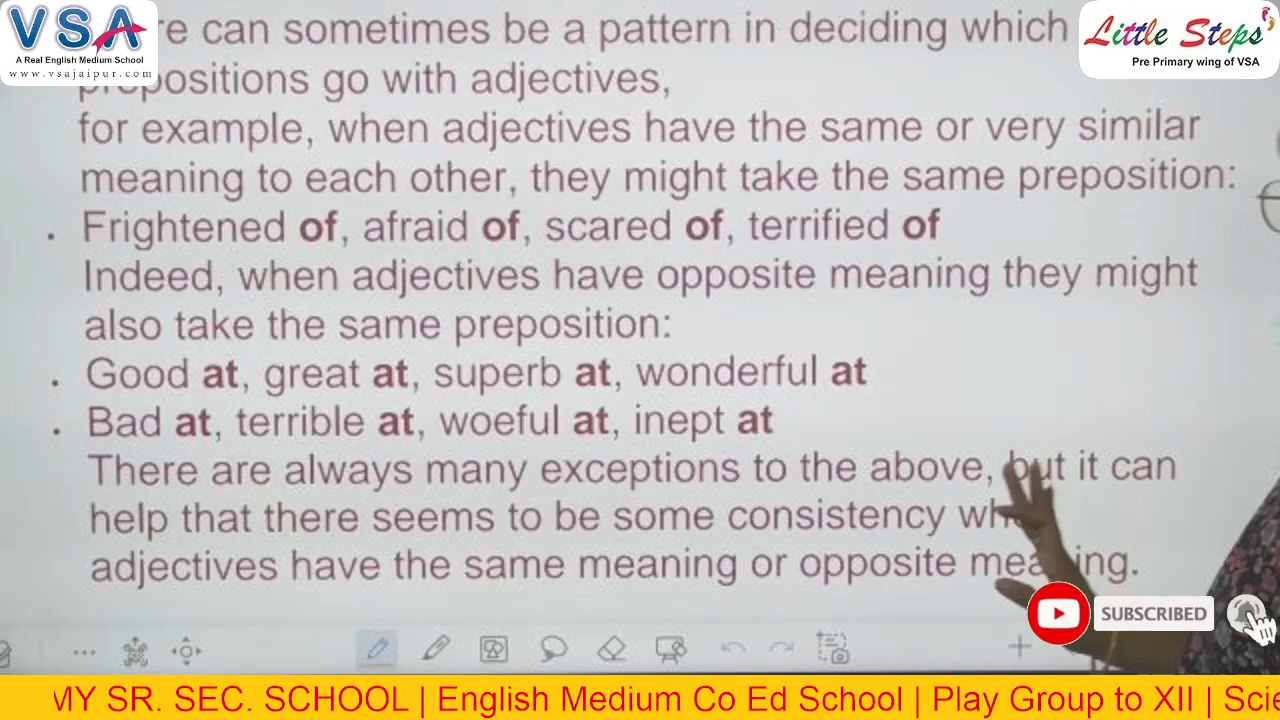 VSA
A Real English Medium School
www.vsajaipur.com
Little Steps
Pre Primary wing of VSA
can sometimes be a pattern in deciding which
prepositions go with adjectives,
for example, when adjectives have the same or very similar
meaning to each other, they might take the same preposition:
. Frightened of, afraid of, scared of, terrified of
Indeed, when adjectives have opposite meaning they might
also take the same preposition:
. Good at, great at, superb at, wonderful at
. Bad at, terrible at, woeful at, inept at
There are always many exceptions to the above, but it can
help that there seems to be some consistency
adjectives have the same meaning or opposite meaning.
SUBSCRIBED
MY SR. SEC. SCHOOL | English Medium Co Ed School | Play Group to XII |